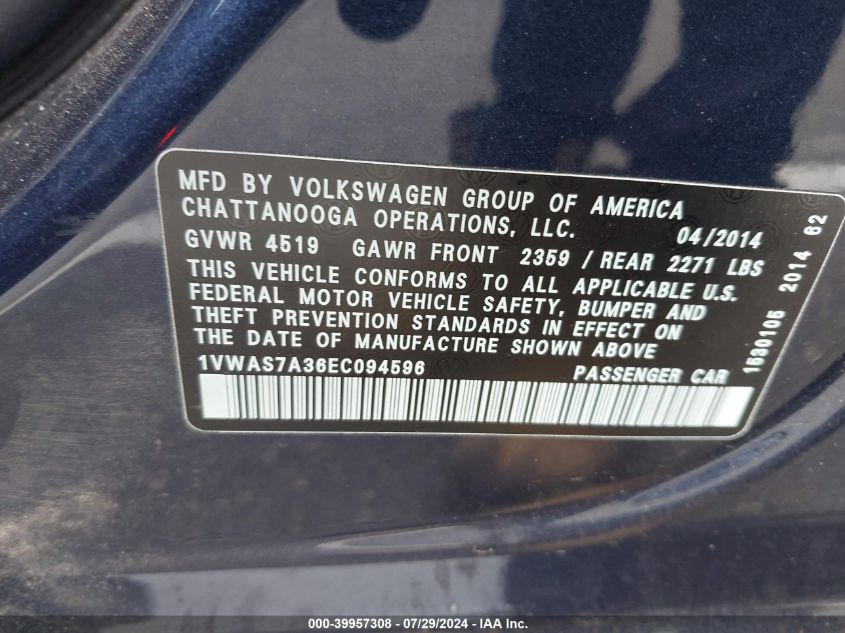 MFD BY VOLKSWAGEN GROUP OF AMERICA
CHATTANOOGA OPERATIONS, LLC. 04/2014
GVWR 4519 GAWR FRONT 2359 / REAR 2271 LBS
THIS VEHICLE CONFORMS TO ALL APPLICABLE U.S.
FEDERAL MOTOR VEHICLE SAFETY, BUMPER AND
THEFT PREVENTION STANDARDS IN EFFECT ON
THE DATE OF MANUFACTURE SHOWN ABOVE.
1VWAS7A36EC094596 PASSENGER CAR
1530105 2014 62
000-39957308 - 07/29/2024 - IAAI, Inc.